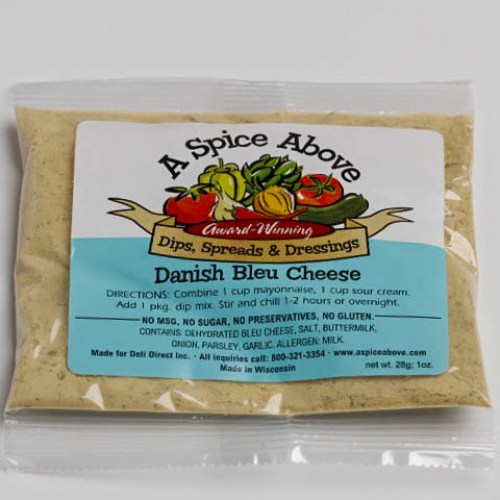 A Spice Above
Award-Winning
Dips, Spreads & Dressings
Danish Bleu Cheese
DIRECTIONS: Combine 1 cup mayonnaise, 1 cup sour cream.
Add 1 pkg. dip mix. Stir and chill 1-2 hours or overnight.
NO MSG, NO SUGAR, NO PRESERVATIVES, NO GLUTEN.
CONTAINS: DEHYDRATED BLEU CHEESE, SALT, BUTTERMILK,
ONION, PARSLEY, GARLIC. ALLERGEN: MILK.
Made for Deli Direct Inc. • All inquiries call: 800-321-3354 • www.aspiceabove.com
Made in Wisconsin
net wt. 28g; 1oz.